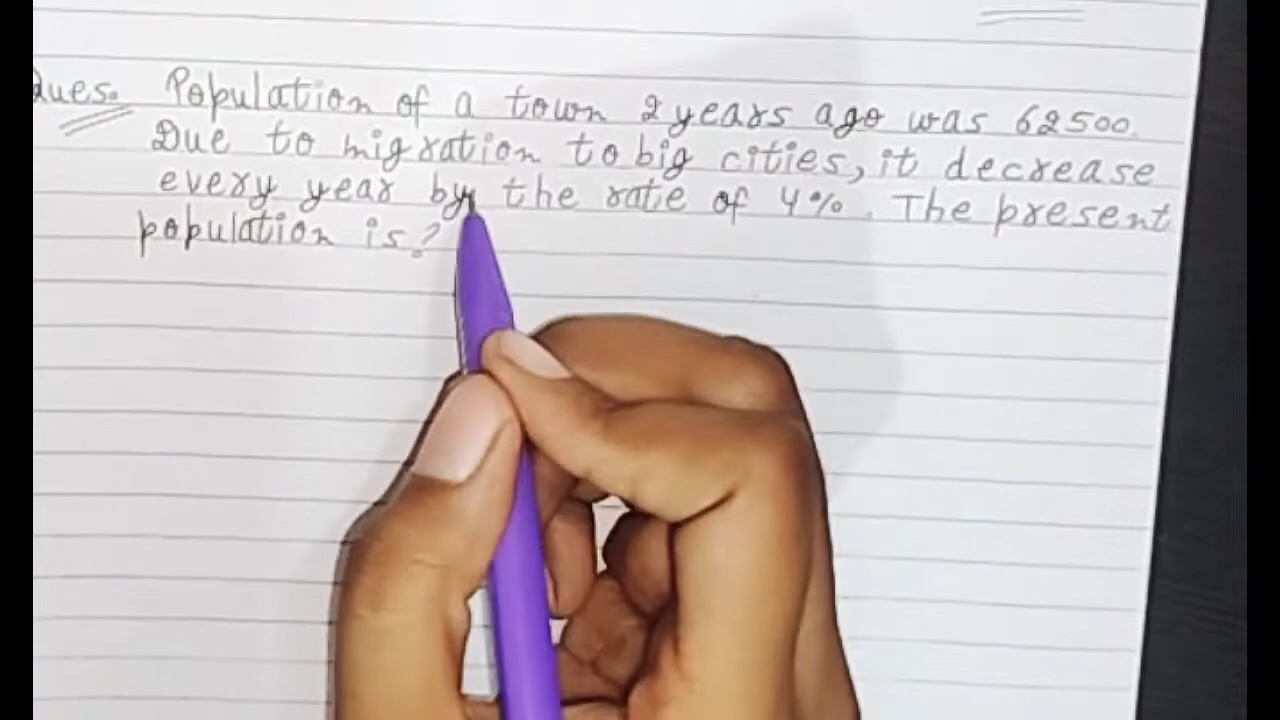 Ques. Population of a town 2 years ago was 62500.
Due to migration to big cities, it decrease
every year by the rate of 4%. The present
population is?